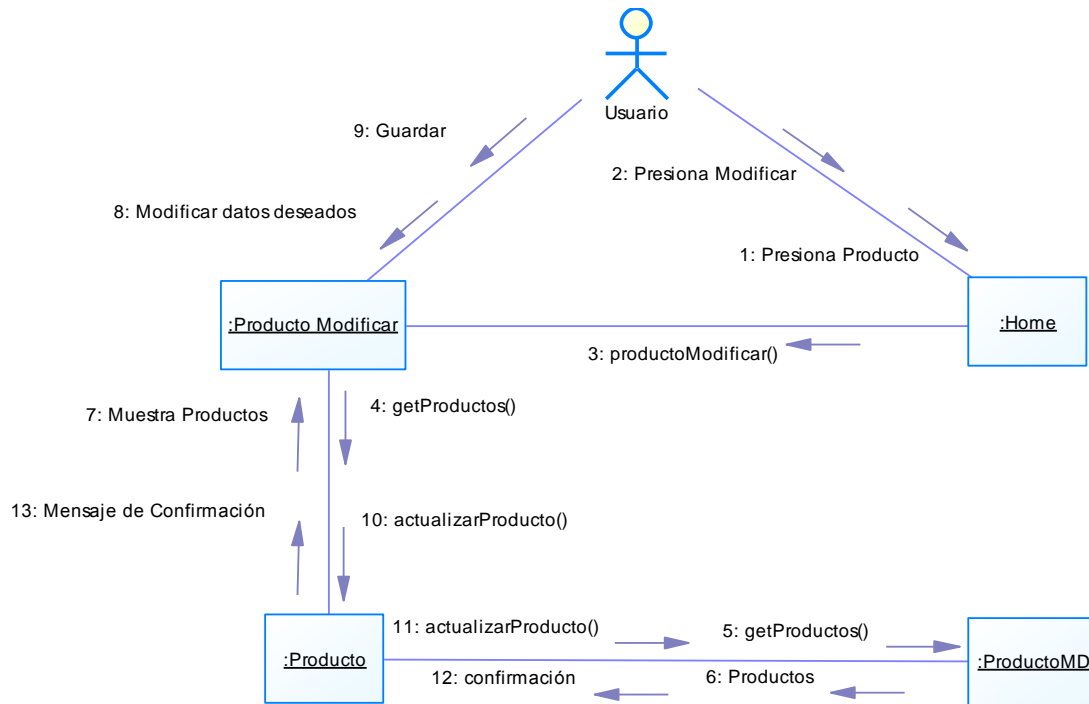 Usuario
9: Guardar
2: Presiona Modificar
8: Modificar datos deseados
1: Presiona Producto
:Producto Modificar
:Home
3: productoModificar()
7: Muestra Productos
4: getProductos()
13: Mensaje de Confirmación
10: actualizarProducto()
11: actualizarProducto()
5: getProductos()
:Producto
:ProductoMD
12: confirmación
6: Productos